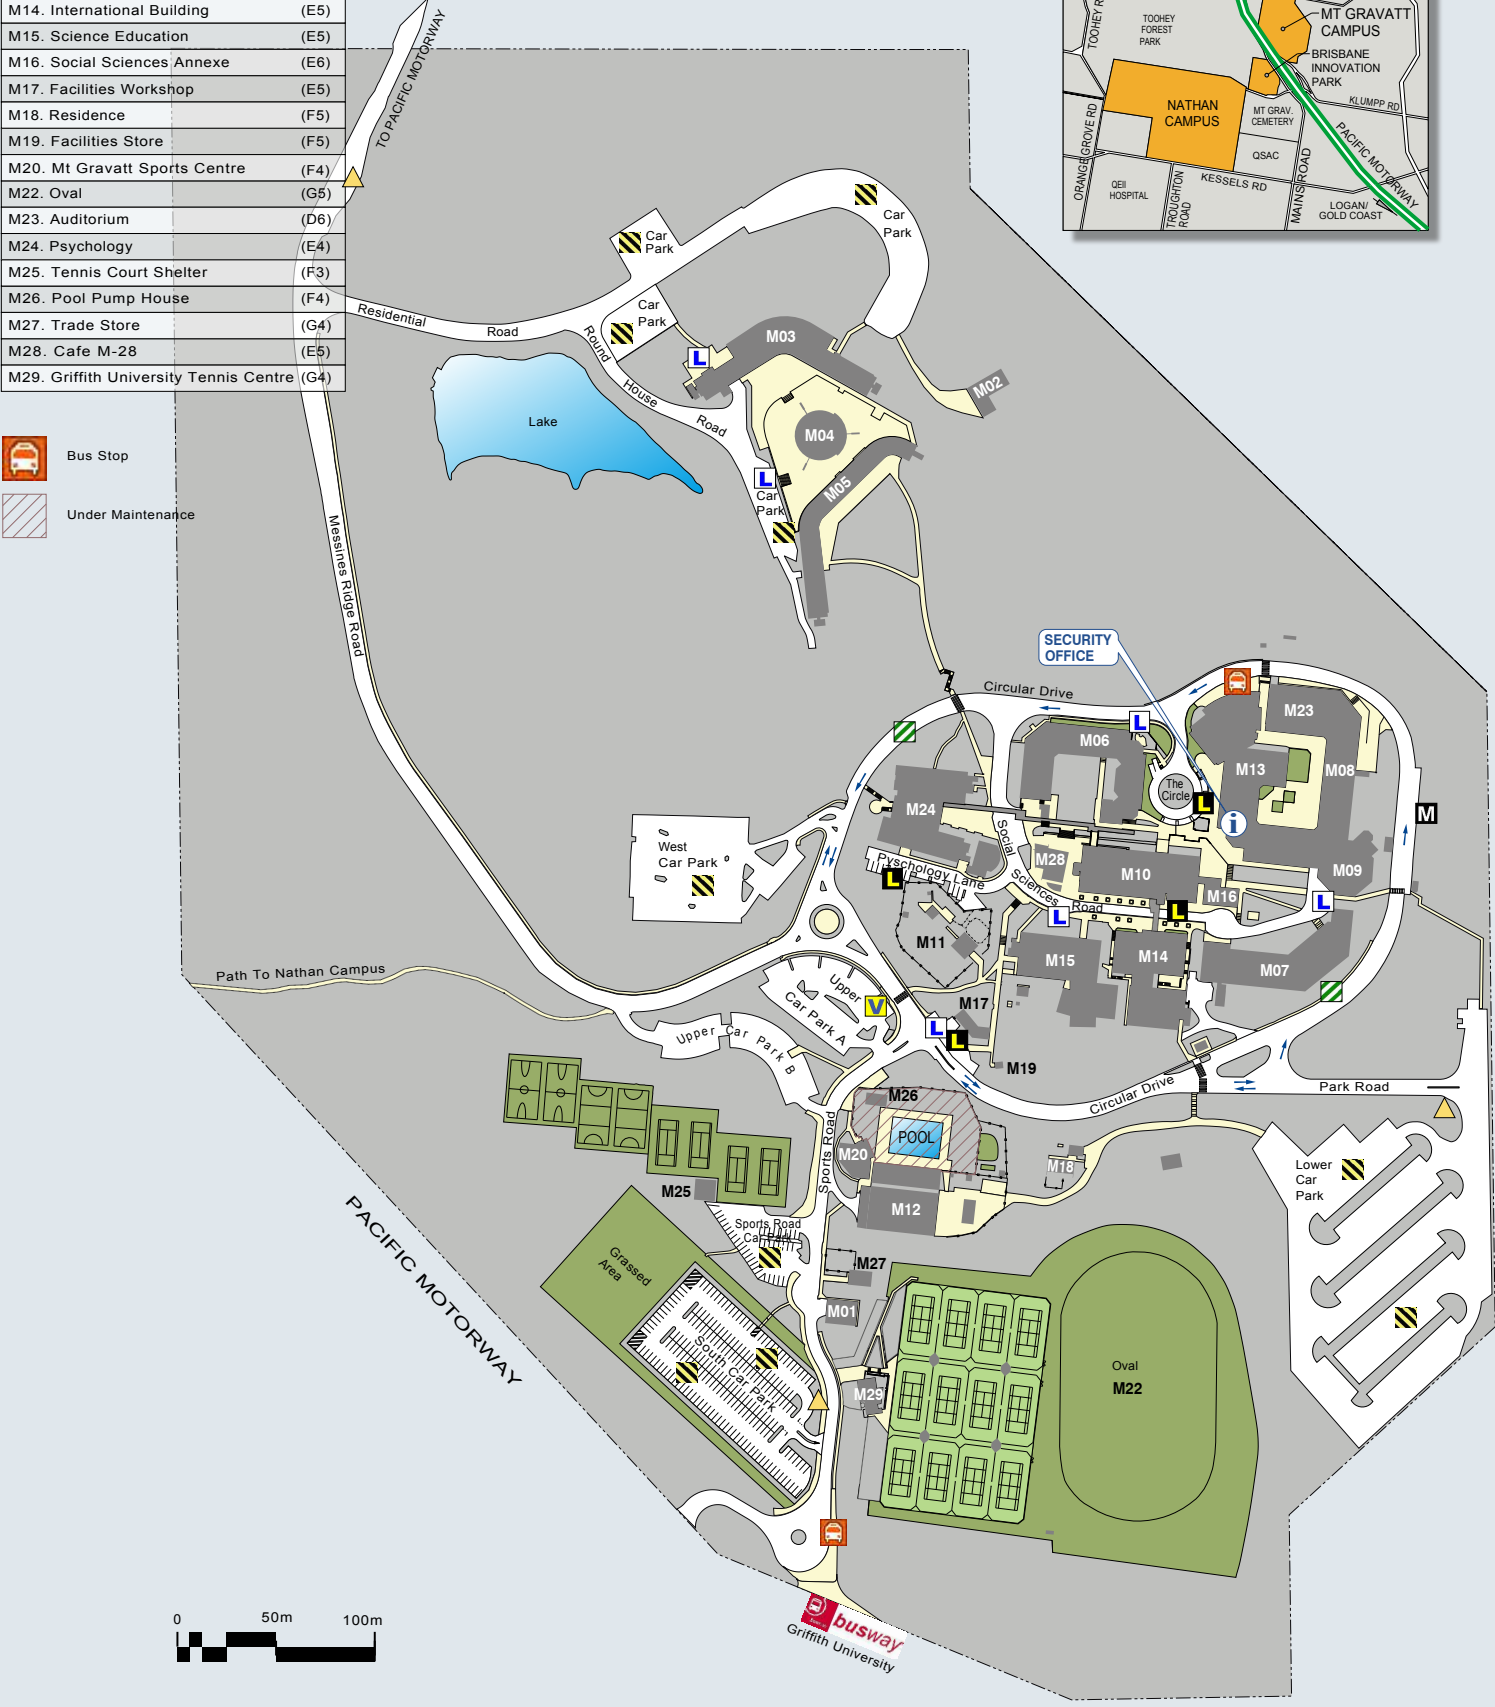 M14. International Building (E5)
M15. Science Education (E5)
M16. Social Sciences Annexe (E6)
M17. Facilities Workshop (E5)
M18. Residence (F5)
M19. Facilities Store (F5)
M20. Mt Gravatt Sports Centre (F4)
M22. Oval (G5)
M23. Auditorium (D6)
M24. Psychology (E4)
M25. Tennis Court Shelter (F3)
M26. Pool Pump House (F4)
M27. Trade Store (G4)
M28. Cafe M-28 (E5)
M29. Griffith University Tennis Centre (G4)
Bus Stop
Under Maintenance
TO PACIFIC MOTORWAY
TOOHEY
FOREST
PARK
MT GRAVATT
CAMPUS
BRISBANE
INNOVATION
PARK
NATHAN
CAMPUS
MT GRAV.
CEMETERY
KLUMPP RD
PACIFIC MOTORWAY
QSAC
ORANGE GROVE RD
QEII
HOSPITAL
TROUGHTON
ROAD
KESSELS RD
MAINS ROAD
LOGAN/
GOLD COAST
Car
Park
Car
Park
Car
Park
Residential Road
Round House Road
L
M03
M02
M04
M05
Lake
L
Car
Park
Messines Ridge Road
SECURITY
OFFICE
Circular Drive
L
M23
M06
M13
M08
The
Circle
L
i
M
M24
West
Car Park
Social Sciences Road
Pyschology Lane
L
M28
M10
M16
M09
L
L
L
M11
M15
M14
M07
Path To Nathan Campus
Upper
Car Park A
V
M17
L
L
Upper Car Park B
M19
Circular Drive
Park Road
M26
POOL
M20
M18
Sports Road
M25
M12
Lower
Car
Park
Sports Road
Car Park
PACIFIC MOTORWAY
Grassed
Area
M27
M01
South Car Park
M29
Oval
M22
busway
Griffith University
0 50m 100m